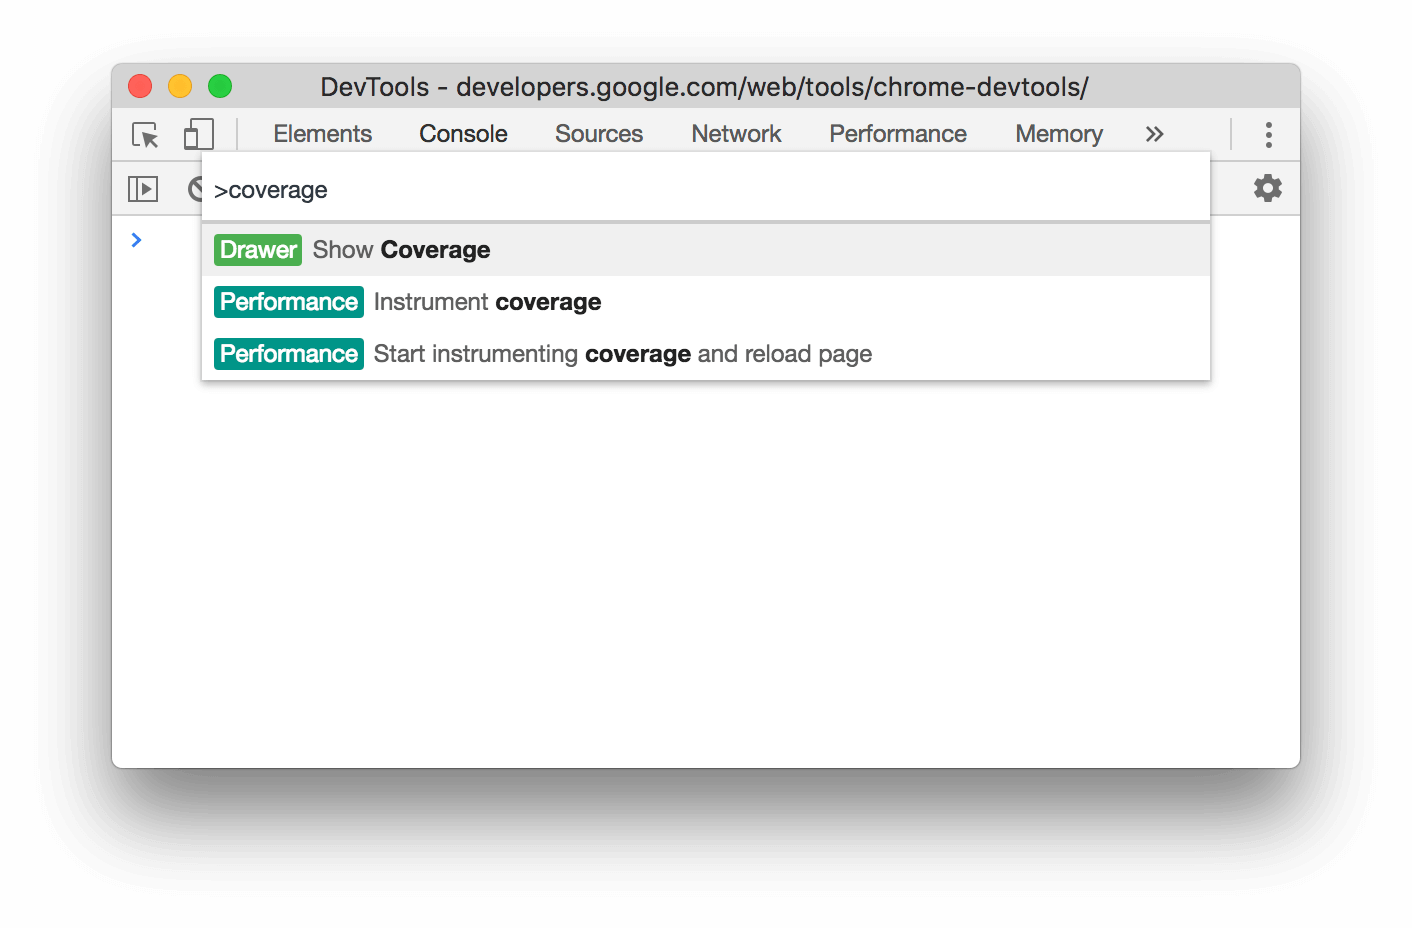 DevTools - developers.google.com/web/tools/chrome-devtools/
Elements Console Sources Network Performance Memory
>coverage
Drawer Show Coverage
Performance Instrument coverage
Performance Start instrumenting coverage and reload page